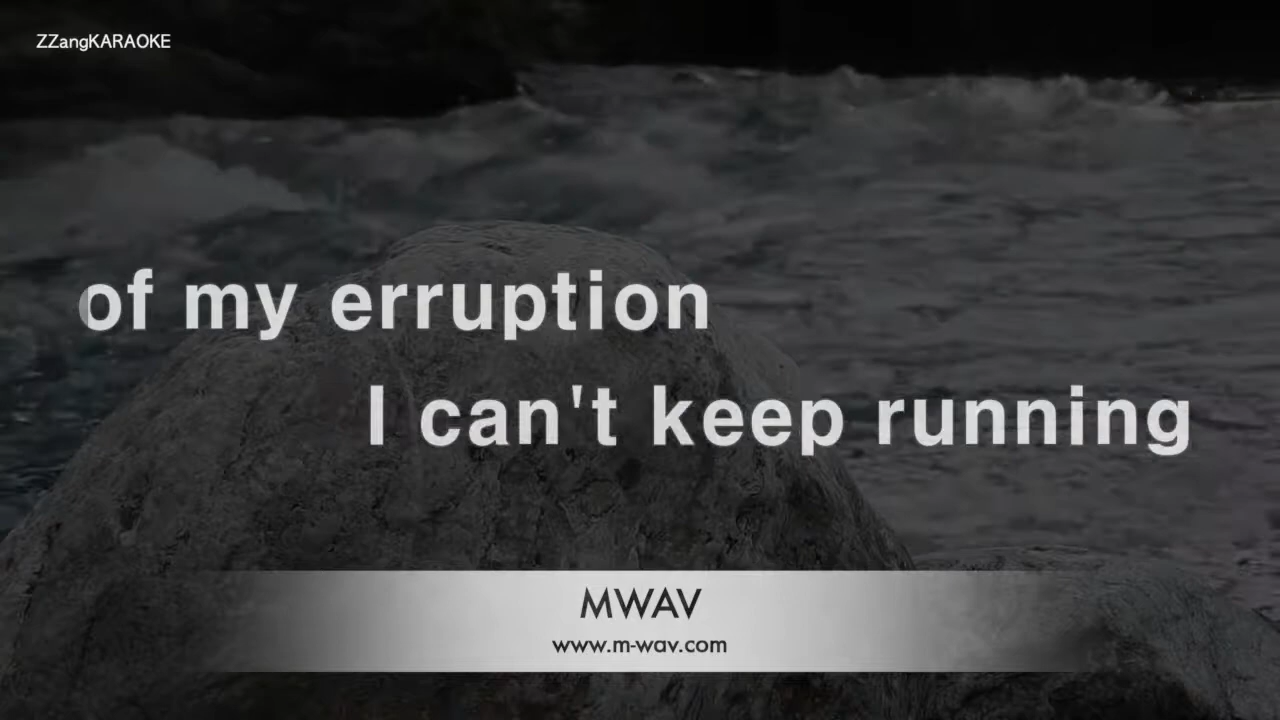 ZZangKARAOKE
of my erruption
I can't keep running
MWAV
www.m-wav.com